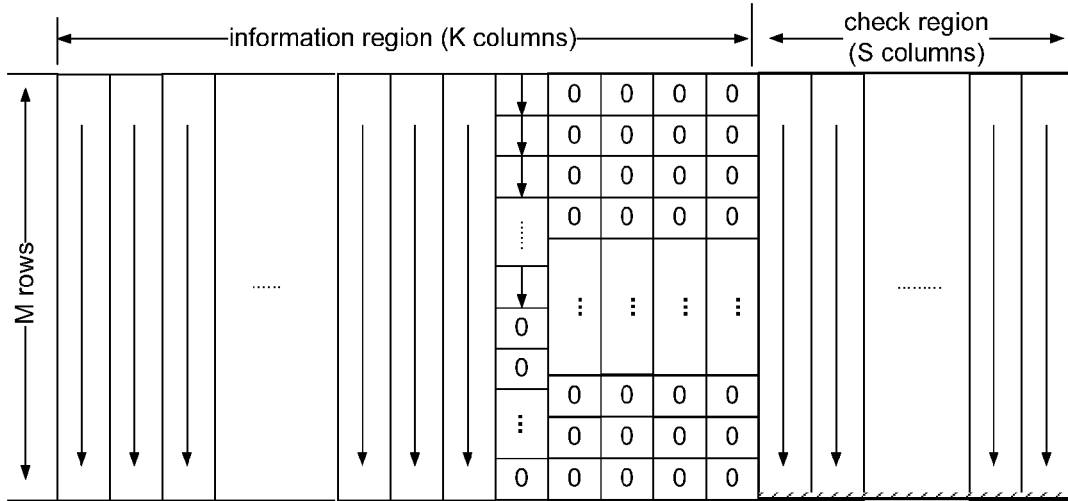 information region (K columns)
check region
(S columns)
M rows
0 0 0 0
0 0 0 0
0 0 0 0
0 0 0 0
...... ...... .........
... ... ... ...
0
0
0 0 0 0
... 0 0 0 0
0 0 0 0 0